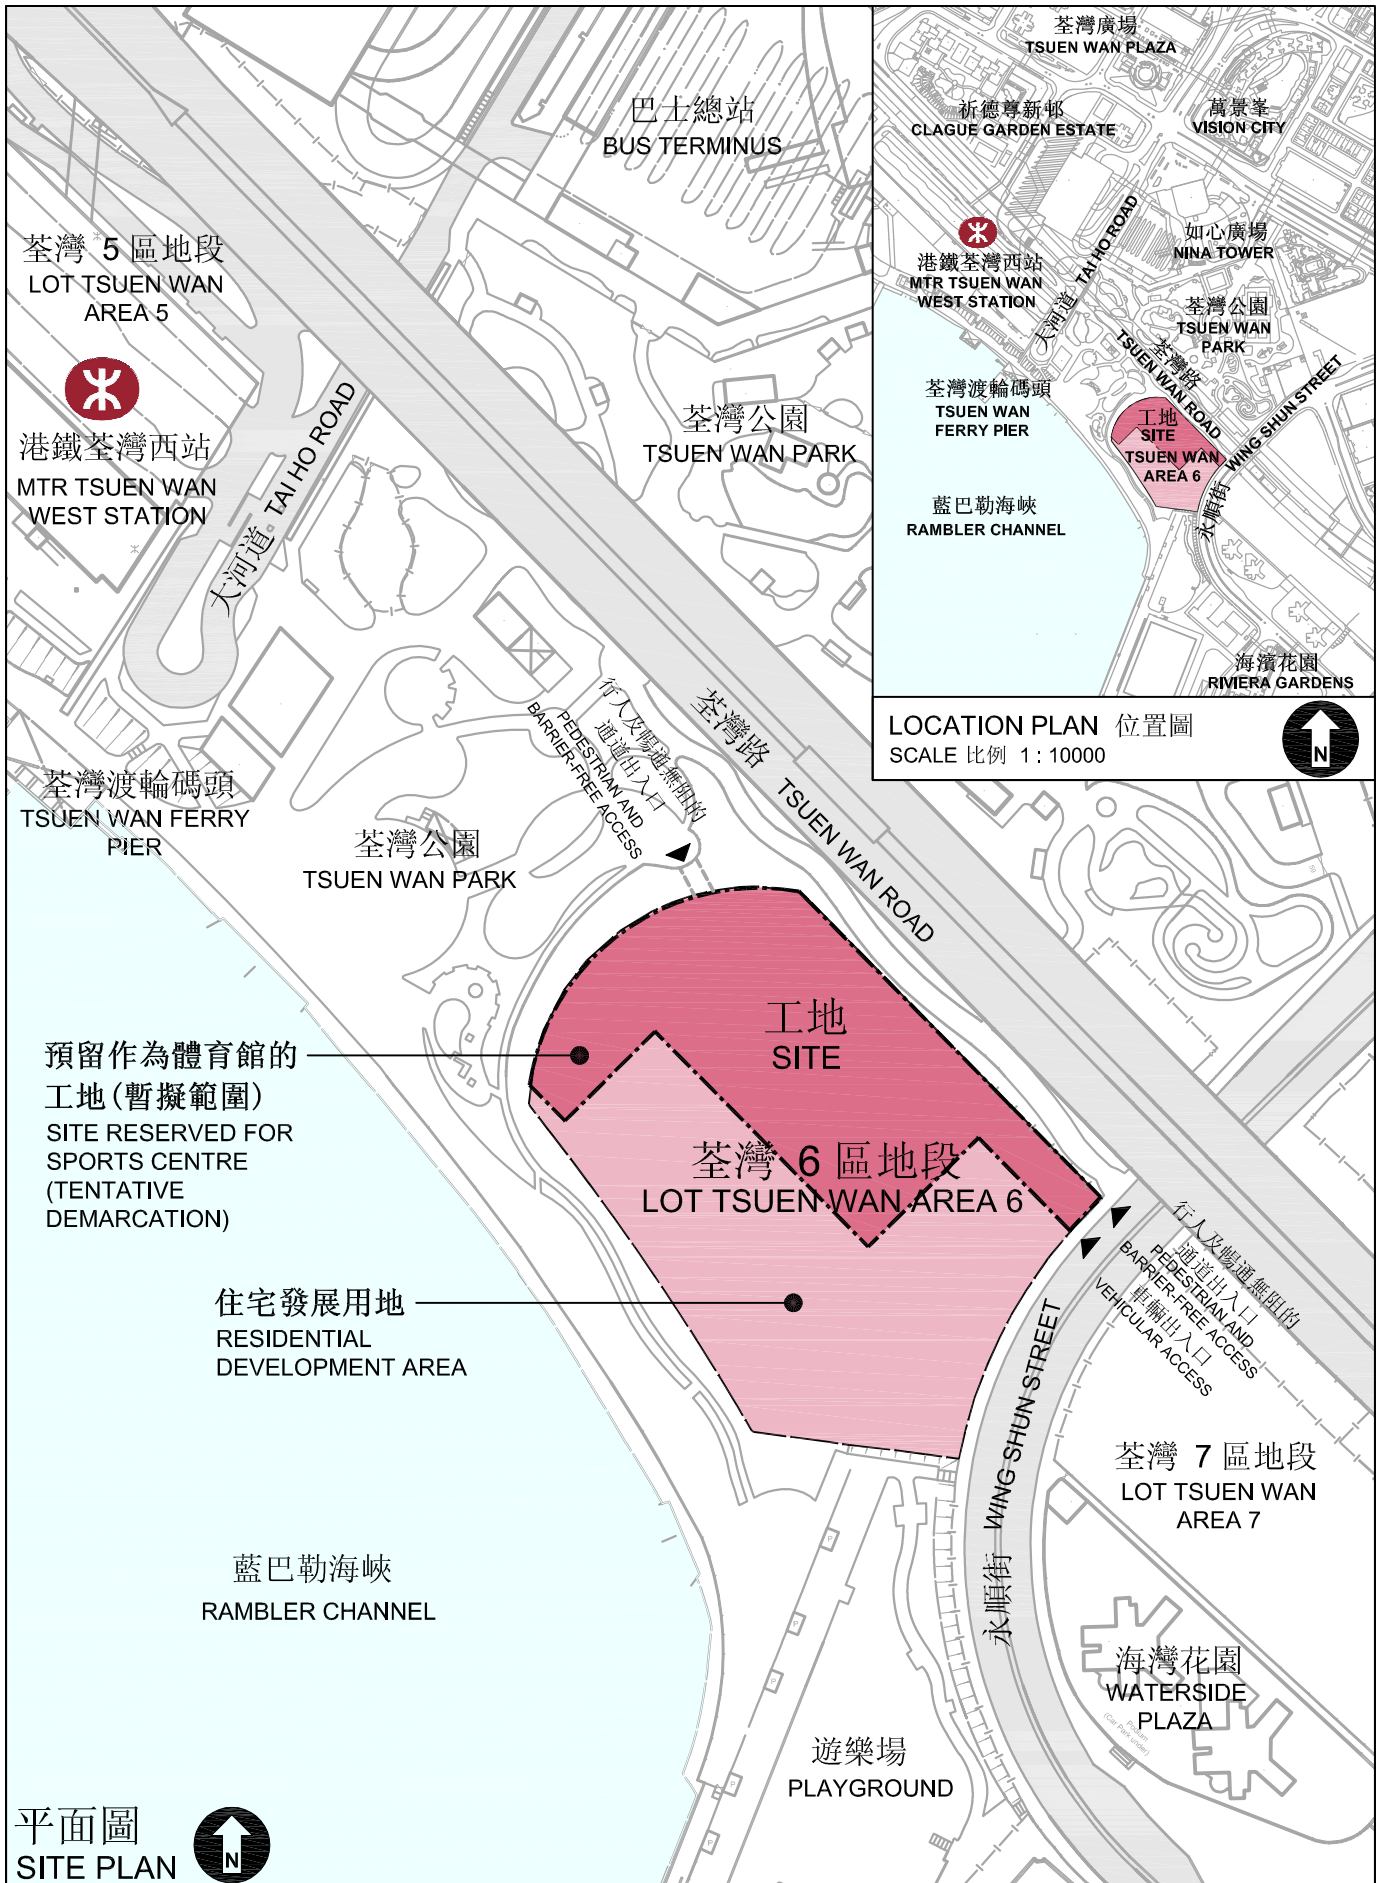 巴士總站
BUS TERMINUS
荃灣 5 區地段
LOT TSUEN WAN
AREA 5
港鐵荃灣西站
MTR TSUEN WAN
WEST STATION
大河道 TAI HO ROAD
荃灣公園
TSUEN WAN PARK
荃灣廣場
TSUEN WAN PLAZA
祈德尊新邨
CLAGUE GARDEN ESTATE
萬景峯
VISION CITY
港鐵荃灣西站
MTR TSUEN WAN
WEST STATION
大河道 TAI HO ROAD
如心廣場
NINA TOWER
荃灣公園
TSUEN WAN
PARK
荃灣路
TSUEN WAN ROAD
荃灣渡輪碼頭
TSUEN WAN
FERRY PIER
工地
SITE
TSUEN WAN
AREA 6
永順街 WING SHUN STREET
藍巴勒海峽
RAMBLER CHANNEL
海濱花園
RIVIERA GARDENS
LOCATION PLAN 位置圖
SCALE 比例 1 : 10000
N
荃灣渡輪碼頭
TSUEN WAN FERRY
PIER
荃灣公園
TSUEN WAN PARK
行人及暢通無阻的
通道出入口
PEDESTRIAN AND
BARRIER-FREE ACCESS
荃灣路 TSUEN WAN ROAD
工地
SITE
預留作為體育館的
工地(暫擬範圍)
SITE RESERVED FOR
SPORTS CENTRE
(TENTATIVE
DEMARCATION)
荃灣 6 區地段
LOT TSUEN WAN AREA 6
住宅發展用地
RESIDENTIAL
DEVELOPMENT AREA
行人及暢通無阻的
通道出入口
PEDESTRIAN AND
BARRIER-FREE ACCESS
車輛出入口
VEHICULAR ACCESS
永順街 WING SHUN STREET
荃灣 7 區地段
LOT TSUEN WAN
AREA 7
藍巴勒海峽
RAMBLER CHANNEL
海灣花園
WATERSIDE
PLAZA
Podium
(Car Park under)
P
P
P
P
P
P
遊樂場
PLAYGROUND
平面圖
SITE PLAN
N